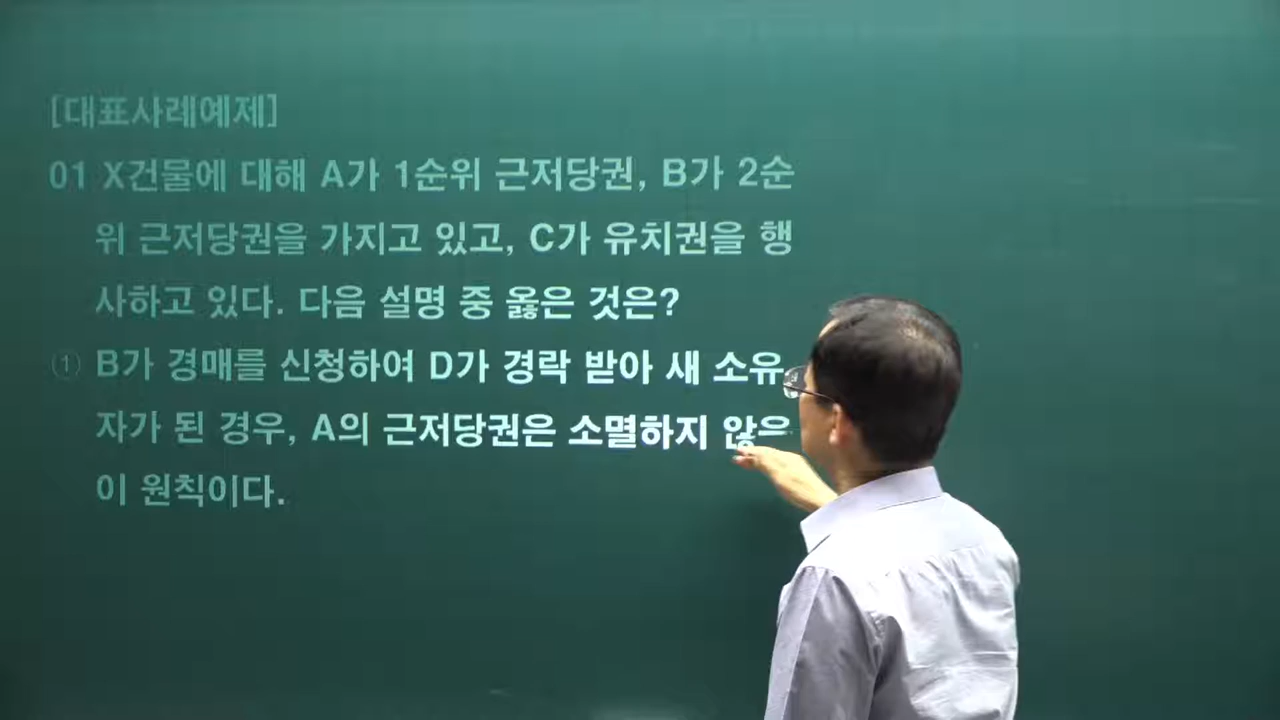 [대표사례예제]
01 X건물에 대해 A가 1순위 근저당권, B가 2순
위 근저당권을 가지고 있고, C가 유치권을 행
사하고 있다. 다음 설명 중 옳은 것은?
① B가 경매를 신청하여 D가 경락 받아 새 소유
자가 된 경우, A의 근저당권은 소멸하지 않은
이 원칙이다.